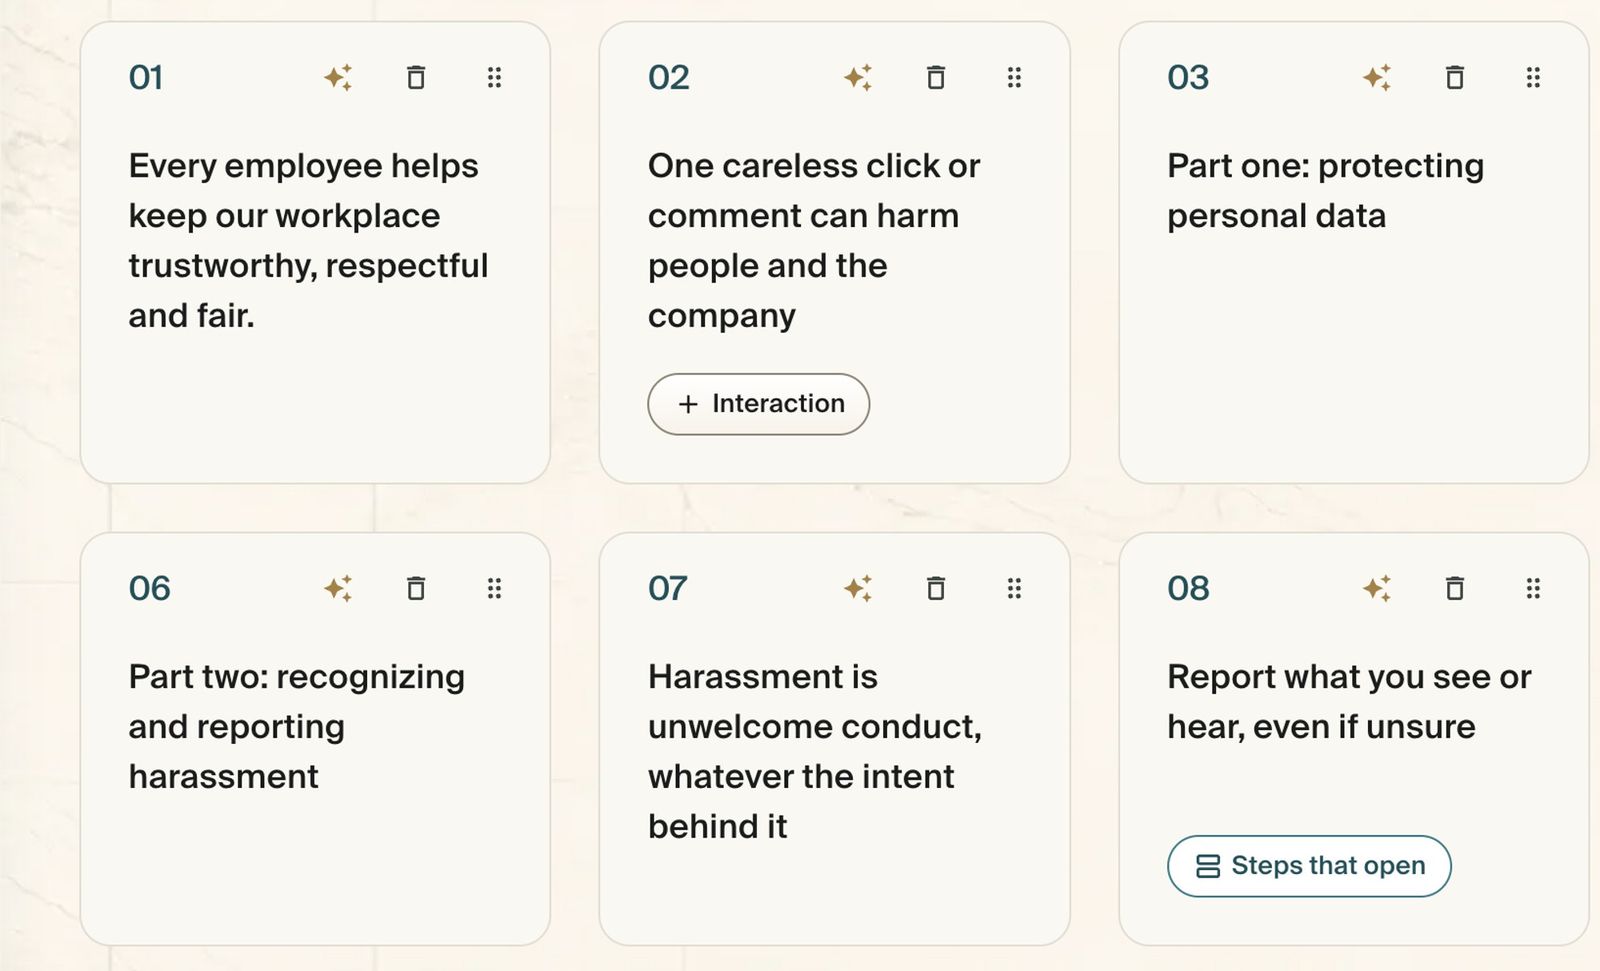 01
Every employee helps
keep our workplace
trustworthy, respectful
and fair.
02
One careless click or
comment can harm
people and the
company
+ Interaction
03
Part one: protecting
personal data
06
Part two: recognizing
and reporting
harassment
07
Harassment is
unwelcome conduct,
whatever the intent
behind it
08
Report what you see or
hear, even if unsure
Steps that open